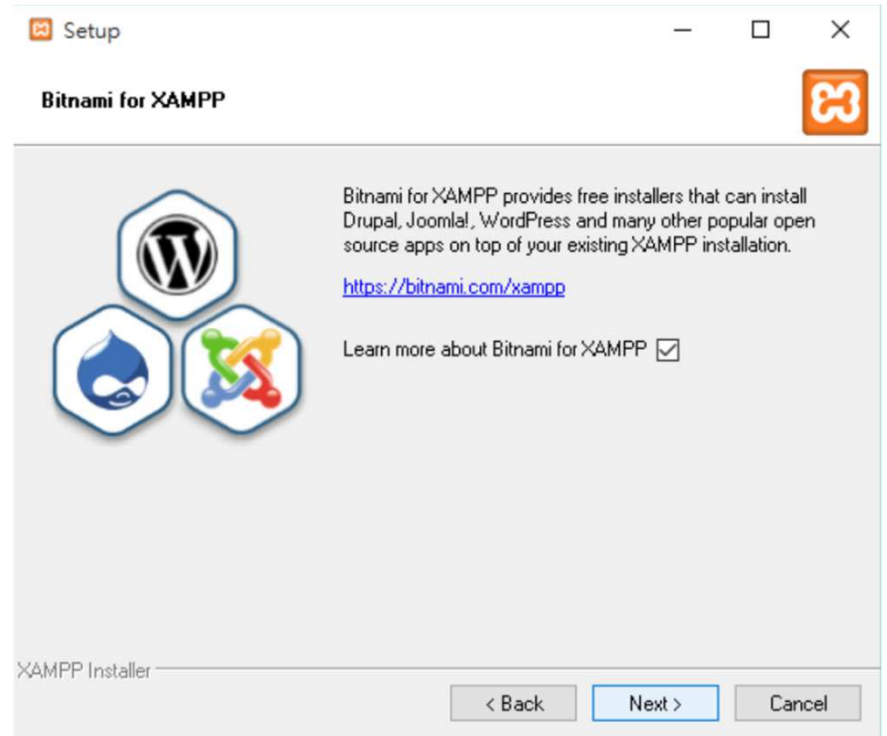 Setup
Bitnami for XAMPP
Bitnami for XAMPP provides free installers that can install
Drupal, Joomla!, WordPress and many other popular open
source apps on top of your existing XAMPP installation.
https://bitnami.com/xampp
Learn more about Bitnami for XAMPP
XAMPP Installer
< Back
Next >
Cancel